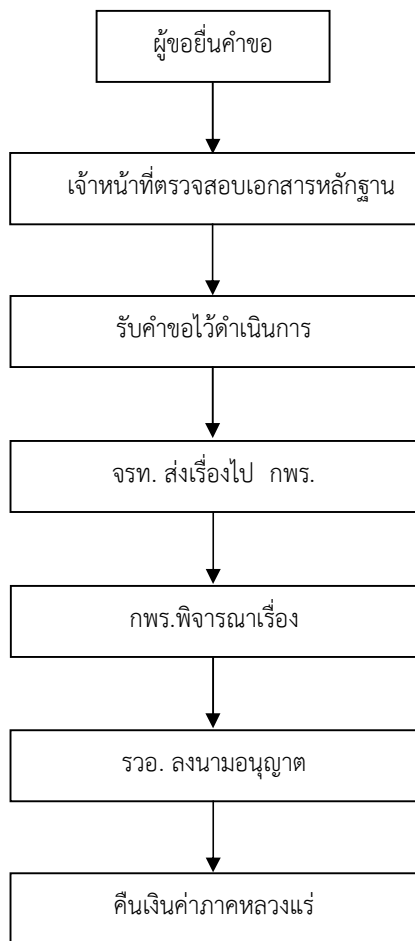 ผู้ขอยื่นคำขอ
เจ้าหน้าที่ตรวจสอบเอกสารหลักฐาน
รับคำขอไว้ดำเนินการ
จรท. ส่งเรื่องไป กพร.
กพร.พิจารณาเรื่อง
รวอ. ลงนามอนุญาต
คืนเงินค่าภาคหลวงแร่